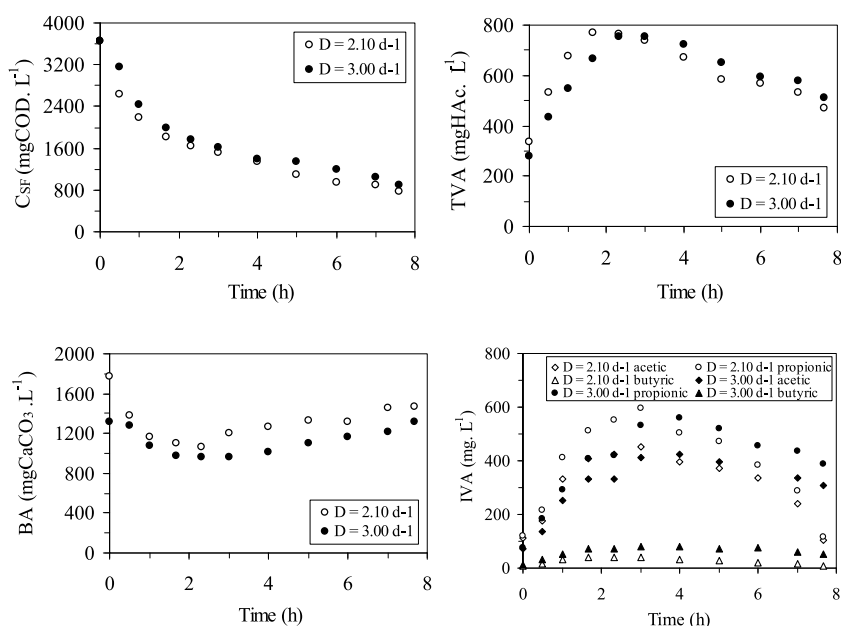 4000
3200
2400
1600
800
0
C_SF (mgCOD. L⁻¹)
D = 2.10 d-1
D = 3.00 d-1
0 2 4 6 8
Time (h)
800
600
400
200
0
TVA (mgHAc. L⁻¹)
D = 2.10 d-1
D = 3.00 d-1
0 2 4 6 8
Time (h)
2000
1600
1200
800
400
0
BA (mgCaCO₃.L⁻¹)
D = 2.10 d-1
D = 3.00 d-1
0 2 4 6 8
Time (h)
800
600
400
200
0
IVA (mg. L⁻¹)
D = 2.10 d-1 acetic D = 2.10 d-1 propionic
D = 2.10 d-1 butyric D = 3.00 d-1 acetic
D = 3.00 d-1 propionic D = 3.00 d-1 butyric
0 2 4 6 8
Time (h)